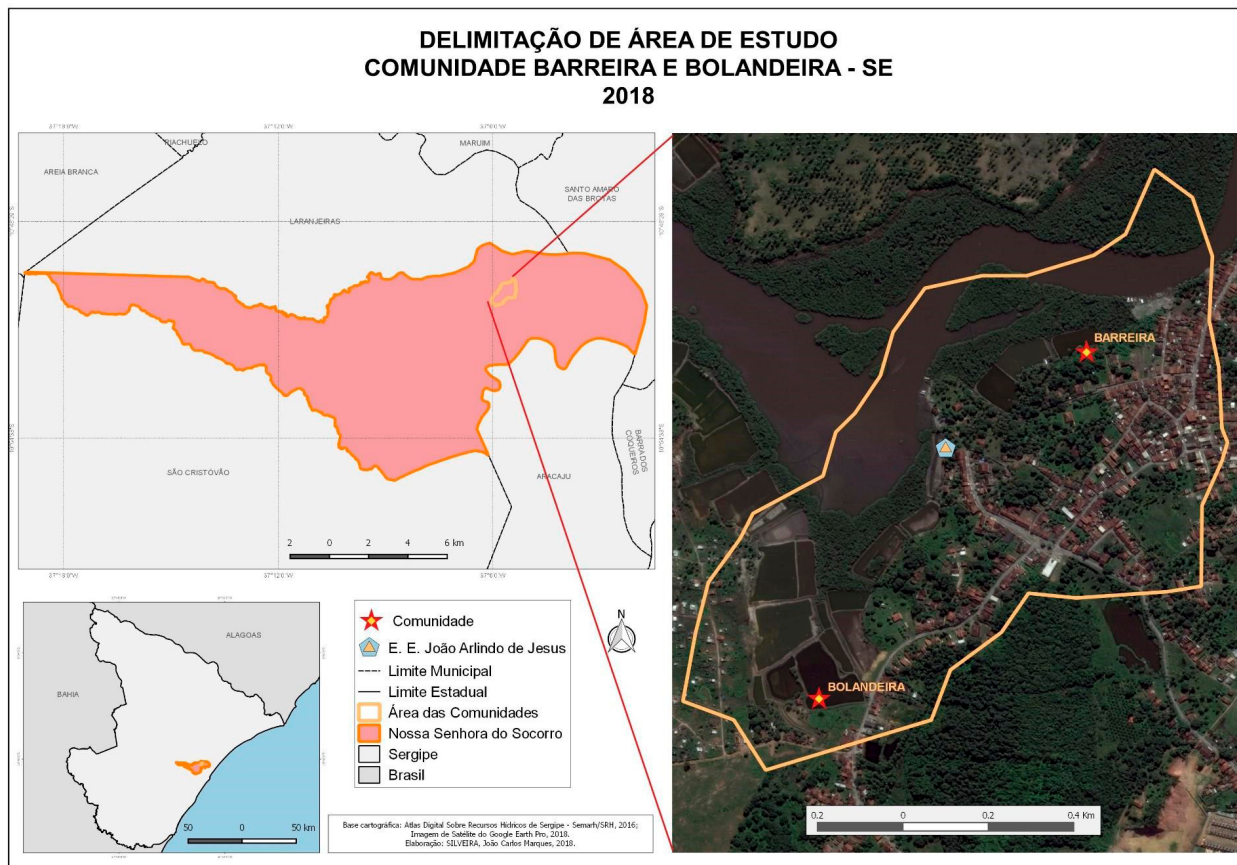 DELIMITAÇÃO DE ÁREA DE ESTUDO
COMUNIDADE BARREIRA E BOLANDEIRA - SE
2018
RIACHUELO
MARUIM
AREIA BRANCA
SANTO AMARO
DAS BROTAS
LARANJEIRAS
SÃO CRISTÓVÃO
ARACAJU
BARRA DOS
COQUEIROS
2 0 2 4 6 km
BARREIRA
BOLANDEIRA
0.2 0 0.2 0.4 Km
ALAGOAS
BAHIA
50 0 50 km
N
Comunidade
E. E. João Arlindo de Jesus
Limite Municipal
Limite Estadual
Área das Comunidades
Nossa Senhora do Socorro
Sergipe
Brasil
Base cartográfica: Atlas Digital Sobre Recursos Hídricos de Sergipe - Semarh/SRH, 2016;
Imagem de Satélite do Google Earth Pro, 2018.
Elaboração: SILVEIRA, João Carlos Marques, 2018.